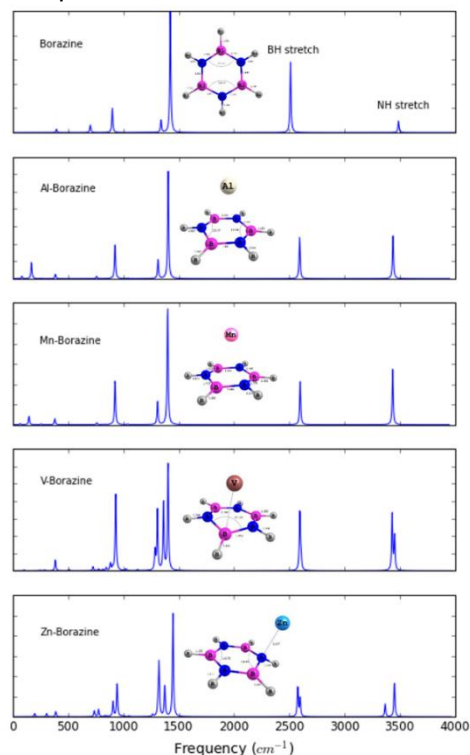 Borazine
BH stretch
NH stretch
Al-Borazine
Al
Mn-Borazine
Mn
V-Borazine
V
Zn-Borazine
Zn
0 500 1000 1500 2000 2500 3000 3500 4000
Frequency (cm⁻¹)